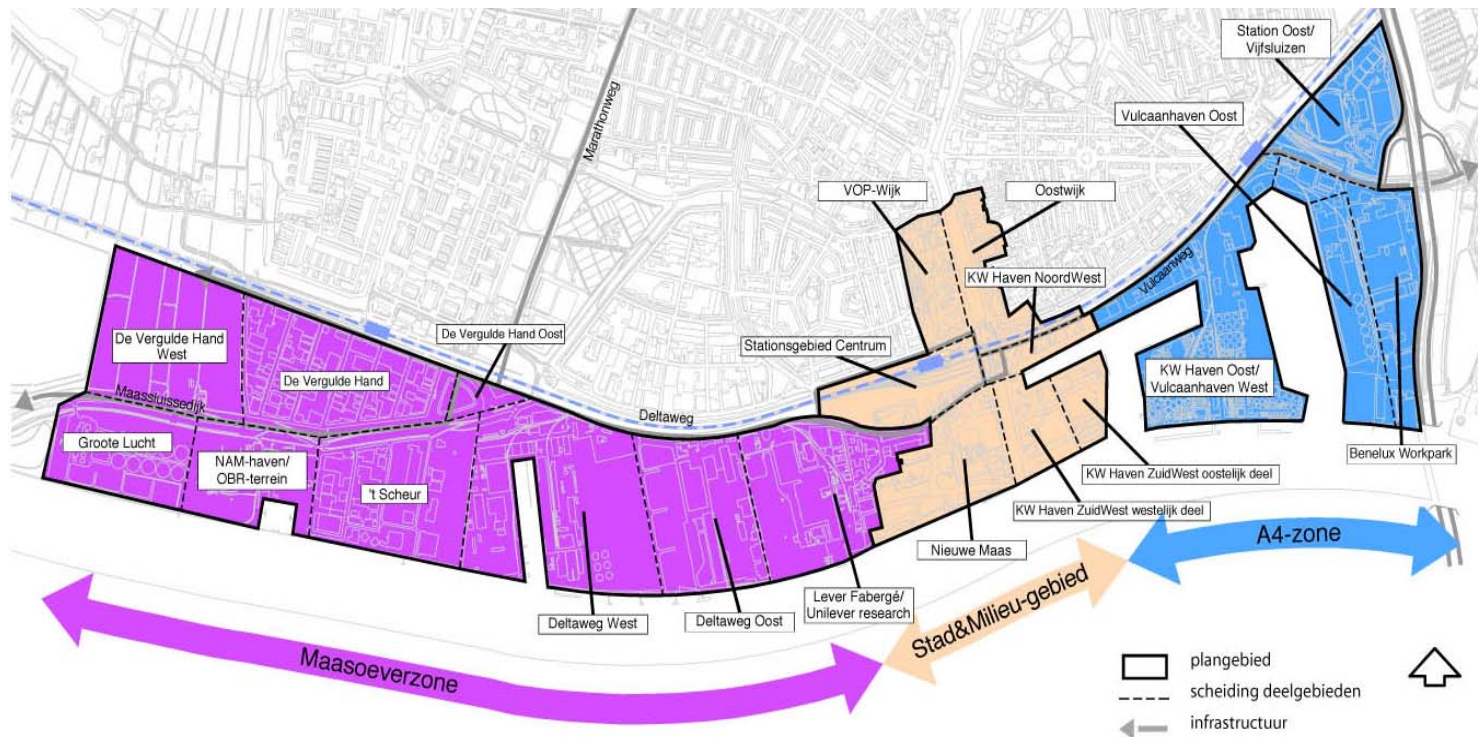 Station Oost/
Vijfsluizen
Vulcaanhaven Oost
Marathonweg
VOP-Wijk
Oostwijk
KW Haven NoordWest
Vulcaanweg
De Vergulde Hand
West
De Vergulde Hand Oost
Stationsgebied Centrum
De Vergulde Hand
KW Haven Oost/
Vulcaanhaven West
Maassluissedijk
Deltaweg
Groote Lucht
NAM-haven/
OBR-terrein
't Scheur
Benelux Workpark
KW Haven ZuidWest oostelijk deel
KW Haven ZuidWest westelijk deel
Nieuwe Maas
Lever Fabergé/
Unilever research
Deltaweg West
Deltaweg Oost
A4-zone
Stad&Milieu-gebied
Maasoeverzone
plangebied
scheiding deelgebieden
infrastructuur